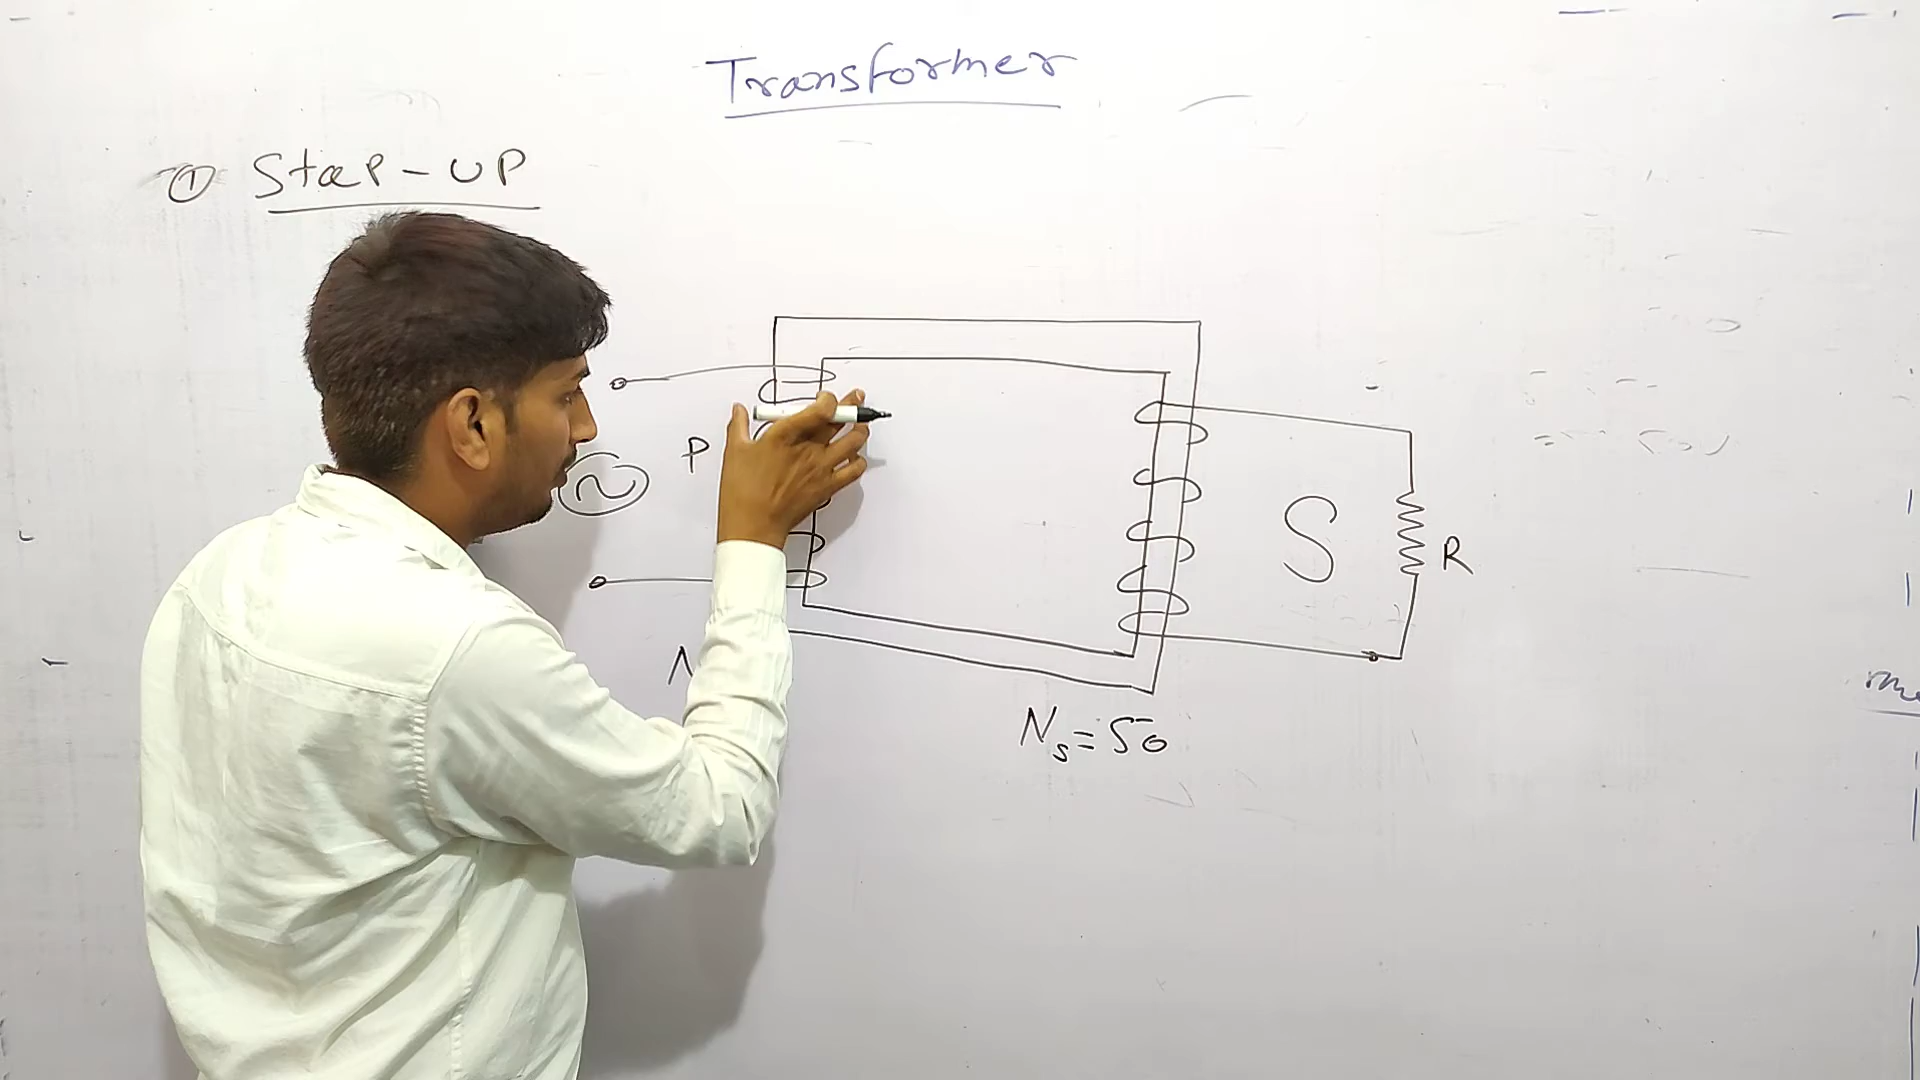 Transformer
① Step-UP
P
S
R
N
Ns=50